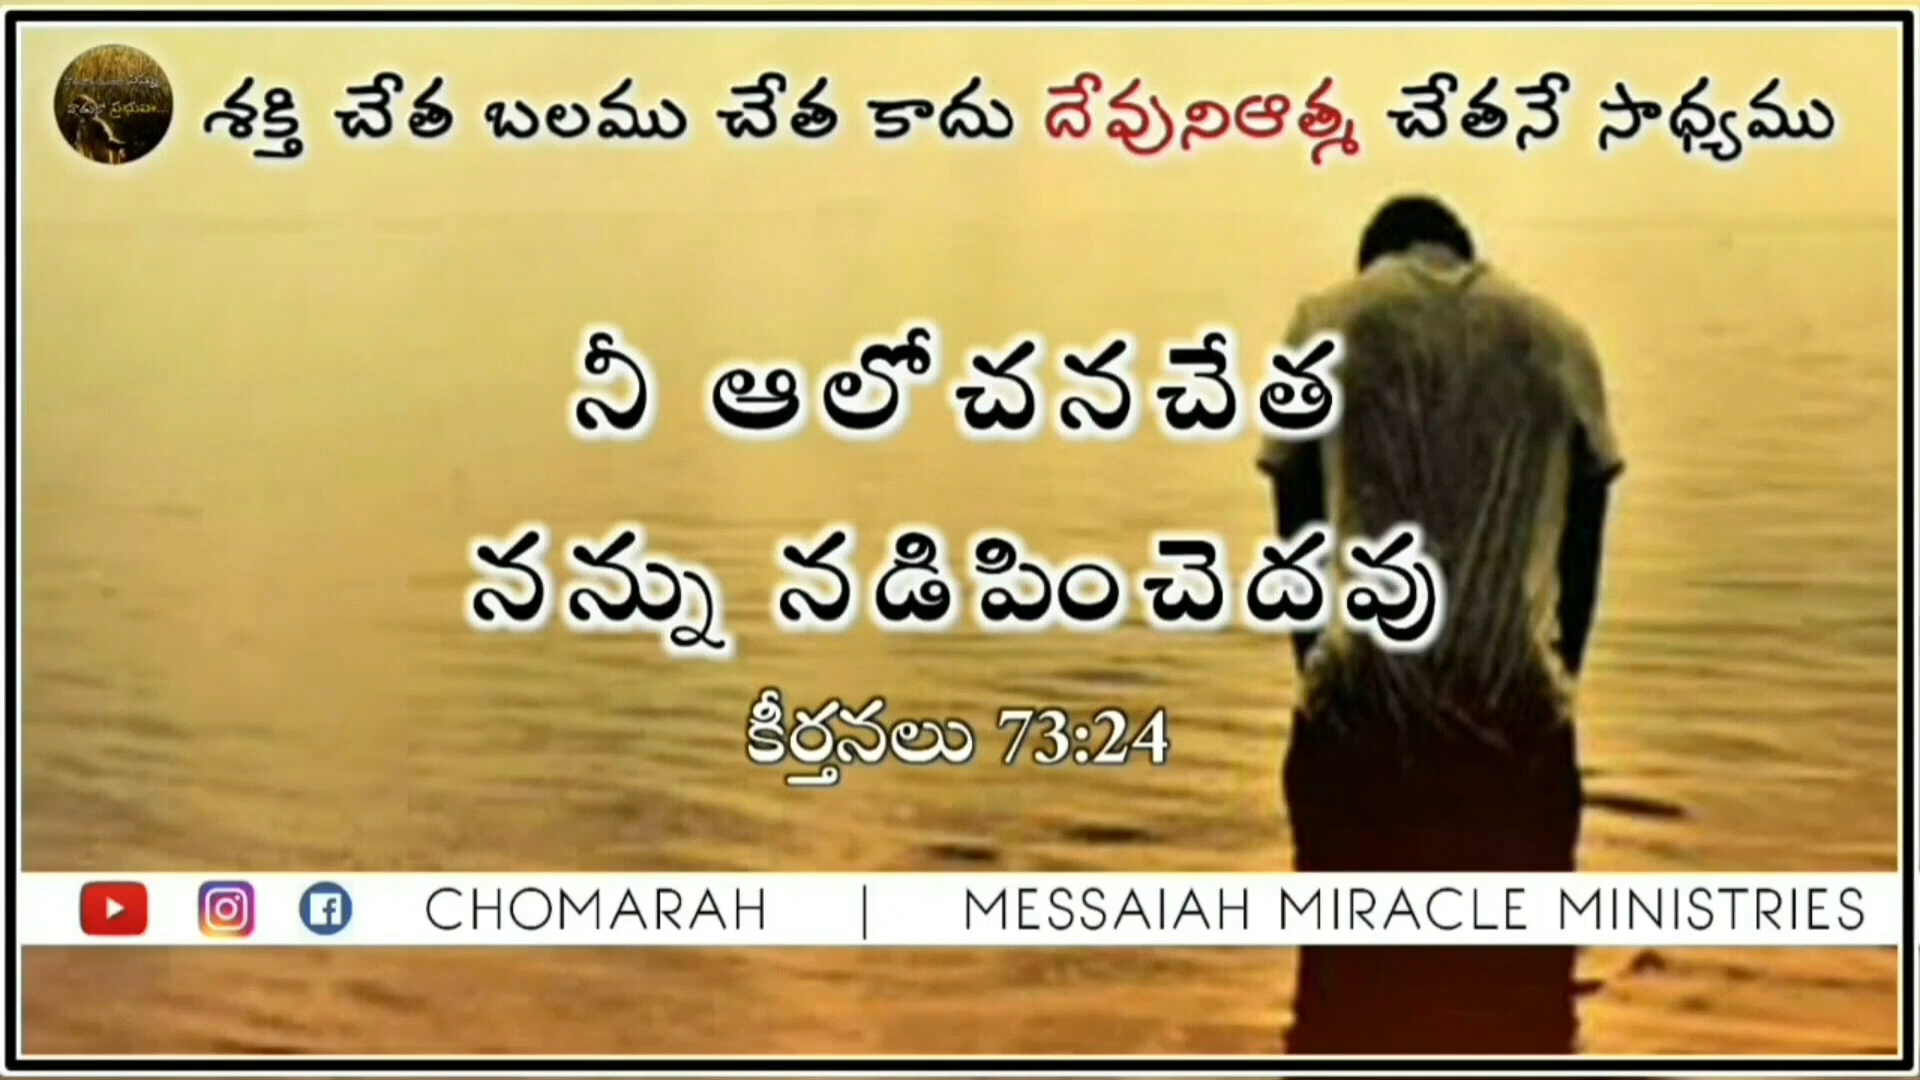 శక్తి చేత బలము చేత కాదు దేవునిఆత్మ చేతనే సాధ్యము
నీ ఆలోచనచేత
నన్ను నడిపించెదవు
కీర్తనలు 73:24
CHOMARAH | MESSAIAH MIRACLE MINISTRIES